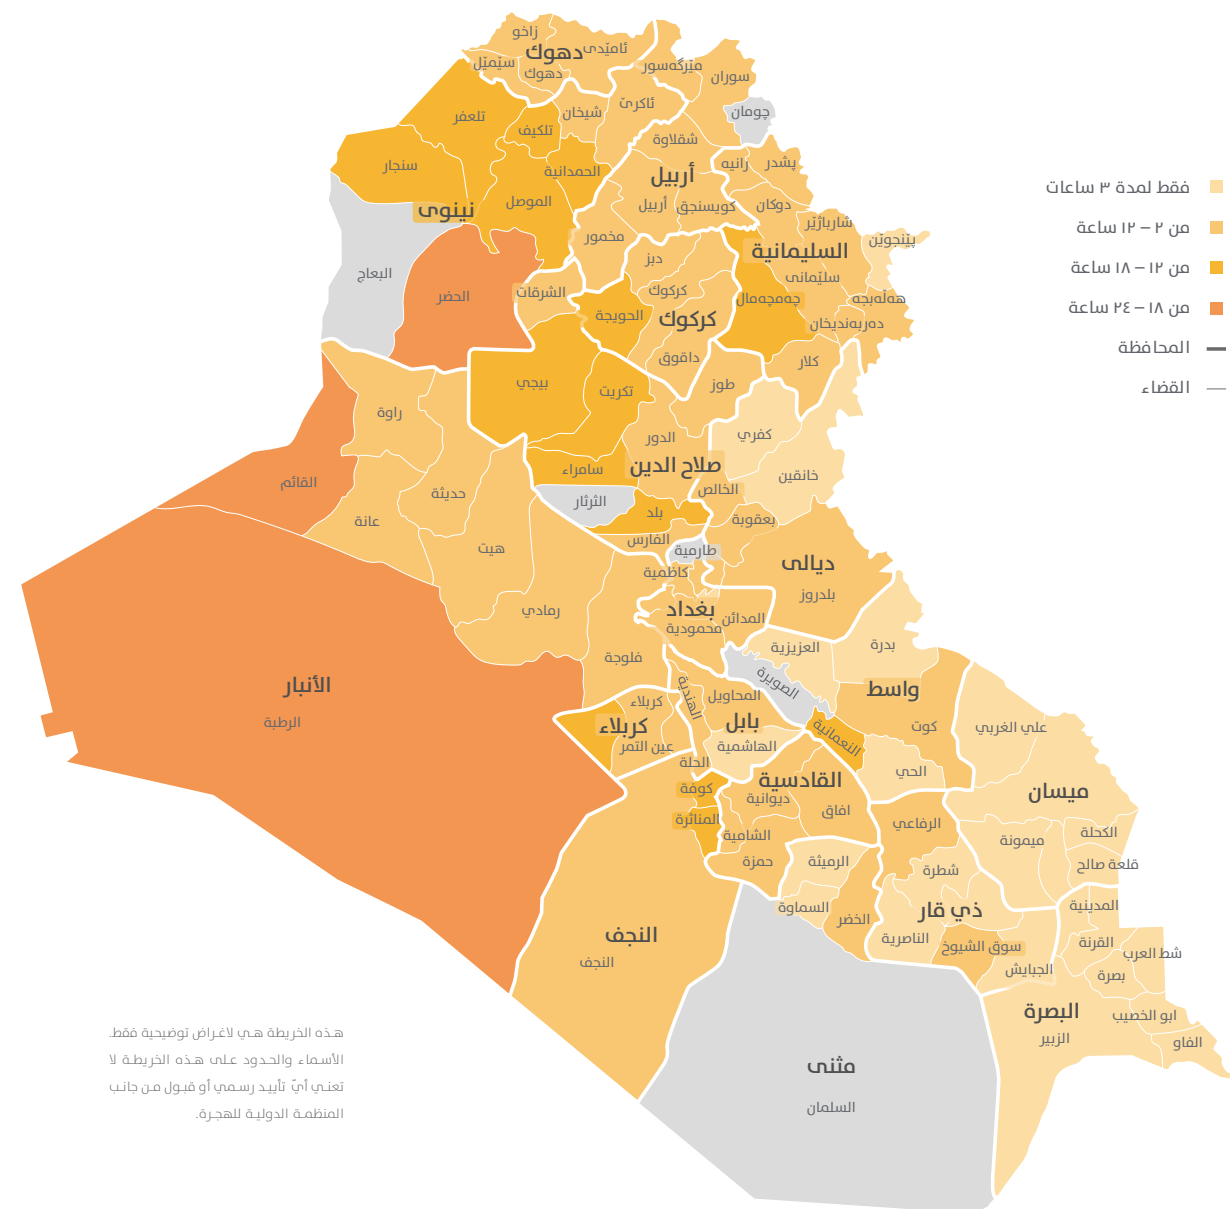 زاخو
ئامێدی
دهوك
سێمێل
دهوك
مێرگەسور
سوران
چومان
تلعفر
تلكيف
شيخان
ئاكرێ
شقلاوة
سنجار
الحمدانية
أربيل
رانيه
پشدر
نينوى
الموصل
أربيل
كويسنجق
دوكان
شارباژێر
پێنجوێن
مخمور
السليمانية
البعاج
الحضر
الشرقات
دبز
كركوك
سلێمانی
چەمچەمال
هەڵەبجە
الحويجة
كركوك
دەربەندیخان
داقوق
كلار
بيجي
تكريت
طوز
راوة
الدور
كفري
صلاح الدين
خانقين
سامراء
القائم
حديثة
الثرثار
الخالص
عانة
بلد
بعقوبة
هيت
الفارس
طارمية
كاظمية
ديالى
بلدروز
رمادي
بغداد
المدائن
محمودية
فلوجة
العزيزية
بدرة
الأنبار
الرطبة
الهندية
الصويرة
واسط
كربلاء
المحاويل
كربلاء
بابل
النعمانية
كوت
علي الغربي
عين التمر
الهاشمية
الحلة
الحي
كوفة
القادسية
ديوانية
ميسان
المناثرة
افاق
الرفاعي
الشامية
ميمونة
الكحلة
حمزة
الرميثة
شطرة
قلعة صالح
السماوة
الخضر
ذي قار
المدينية
النجف
الناصرية
سوق الشيوخ
القرنة
شط العرب
النجف
الجبايش
بصرة
البصرة
ابو الخصيب
الزبير
الفاو
مثنى
السلمان
فقط لمدة ٣ ساعات
من ٢ – ١٢ ساعة
من ١٢ – ١٨ ساعة
من ١٨ – ٢٤ ساعة
المحافظة
القضاء
هذه الخريطة هي لاغراض توضيحية فقط.
الأسماء والحدود على هذه الخريطة لا
تعني أيّ تأييد رسمي أو قبول من جانب
المنظمة الدولية للهجرة.